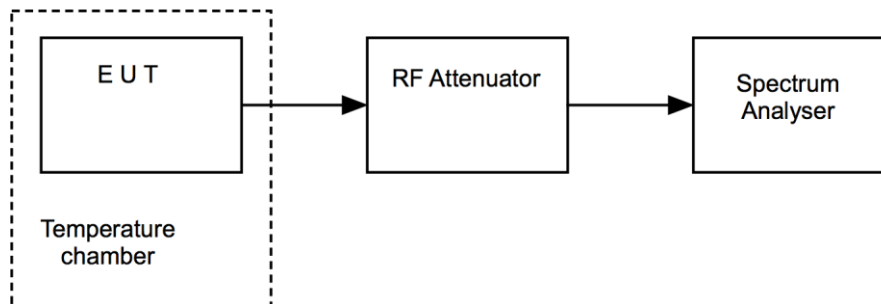 E U T
RF Attenuator
Spectrum
Analyser
Temperature
chamber